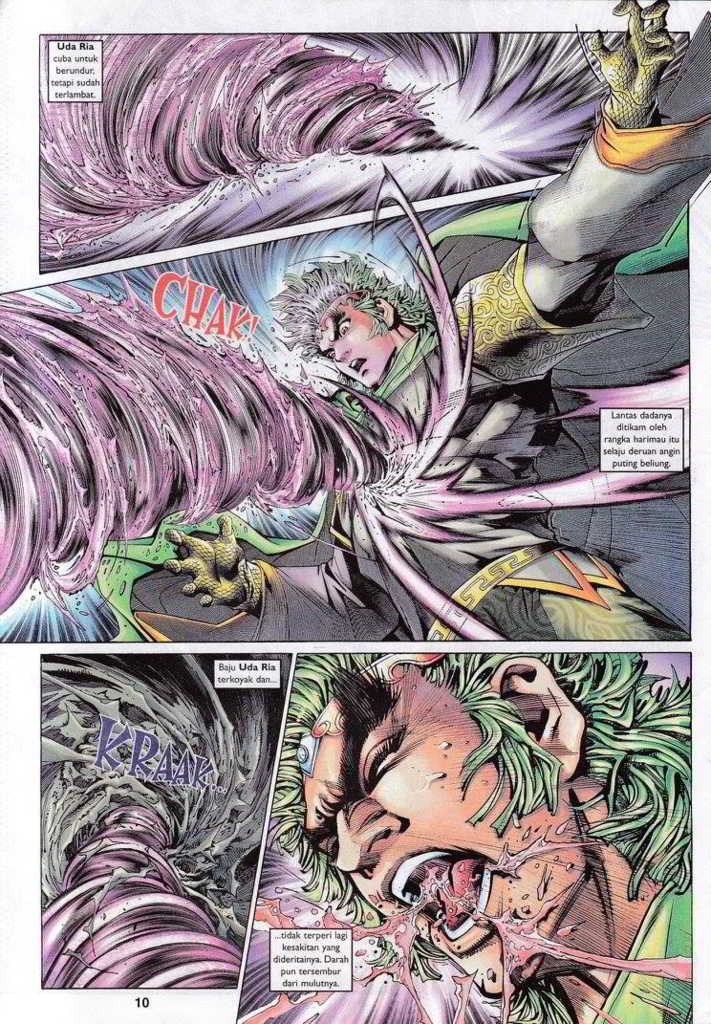 Uda Ria
cuba untuk
berundur,
tetapi sudah
terlambat.
CHAK!
Lantas dadanya
ditikam oleh
rangka harimau itu
selaju deruan angin
puting beliung.
Baju Uda Ria
terkoyak dan...
KRAAK...
...tidak terperi lagi
kesakitan yang
dideritainya. Darah
pun tersembur
dari mulutnya.
10